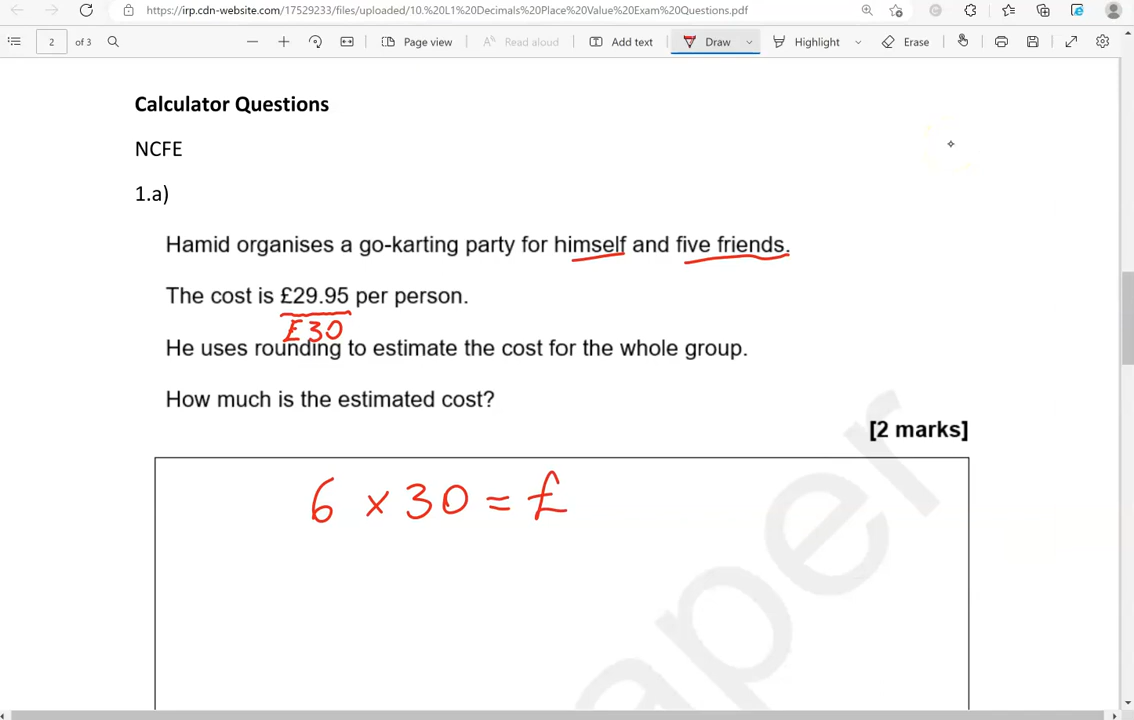 https://irp.cdn-website.com/17529233/files/uploaded/10.%20L1%20Decimals%20Place%20Value%20Exam%20Questions.pdf
2 of 3 Page view Read aloud Add text Draw Highlight Erase
Calculator Questions
NCFE
1.a)
Hamid organises a go-karting party for himself and five friends.
The cost is £29.95 per person.
£30
He uses rounding to estimate the cost for the whole group.
How much is the estimated cost?
[2 marks]
6 × 30 = £
aper